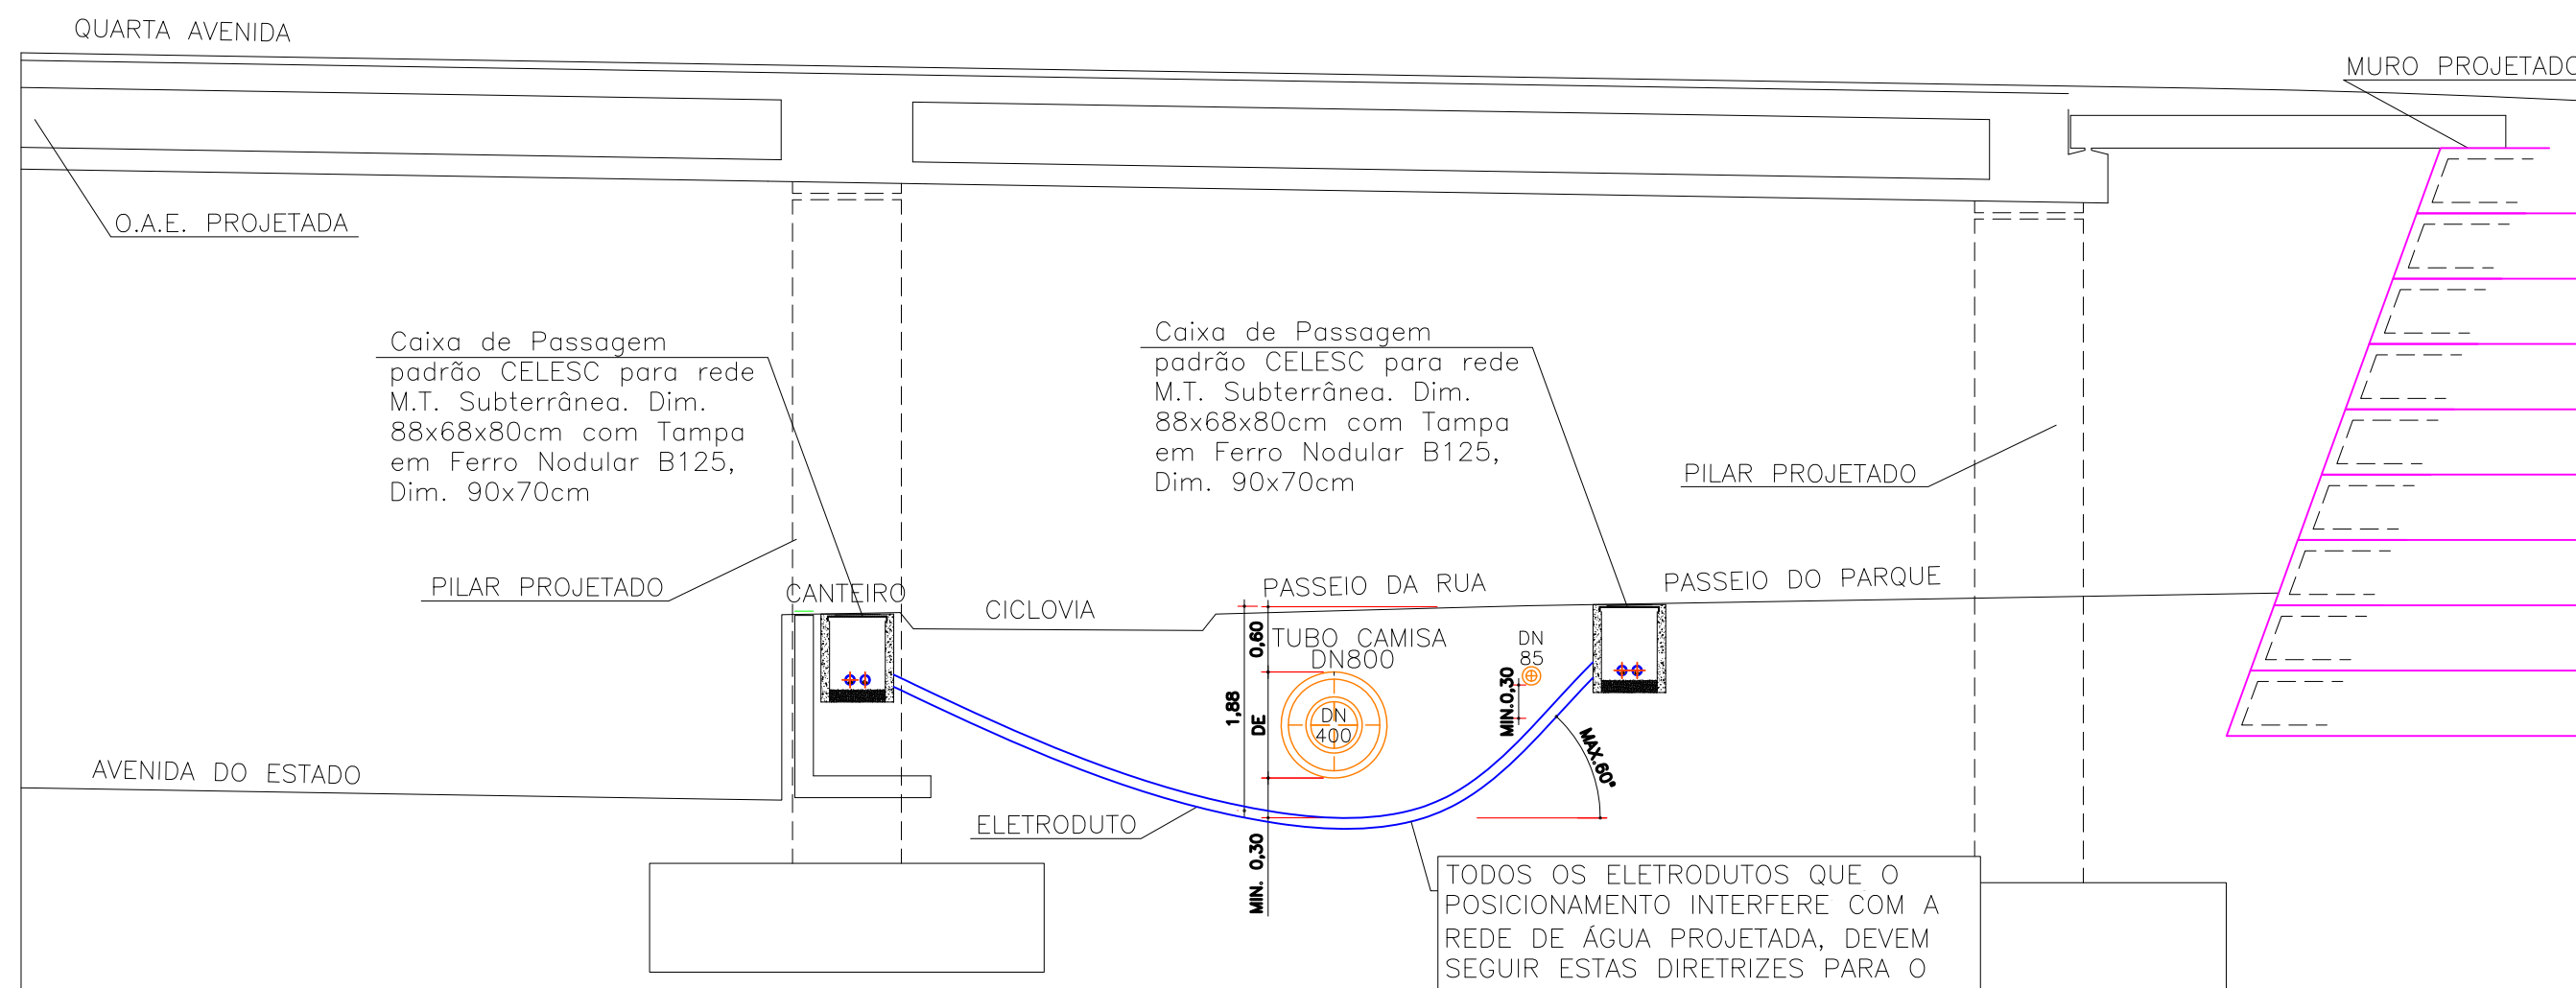 QUARTA AVENIDA
MURO PROJETADO
O.A.E. PROJETADA
Caixa de Passagem
padrão CELESC para rede
M.T. Subterrânea. Dim.
88x68x80cm com Tampa
em Ferro Nodular B125,
Dim. 90x70cm
Caixa de Passagem
padrão CELESC para rede
M.T. Subterrânea. Dim.
88x68x80cm com Tampa
em Ferro Nodular B125,
Dim. 90x70cm
PILAR PROJETADO
PILAR PROJETADO
CANTEIRO
CICLOVIA
PASSEIO DA RUA
PASSEIO DO PARQUE
0,60
TUBO CAMISA
DN800
DN
85
1,88
DE
DN
400
MIN.0,30
MAX.60°
AVENIDA DO ESTADO
ELETRODUTO
MIN. 0,30
TODOS OS ELETRODUTOS QUE O
POSICIONAMENTO INTERFERE COM A
REDE DE ÁGUA PROJETADA, DEVEM
SEGUIR ESTAS DIRETRIZES PARA O